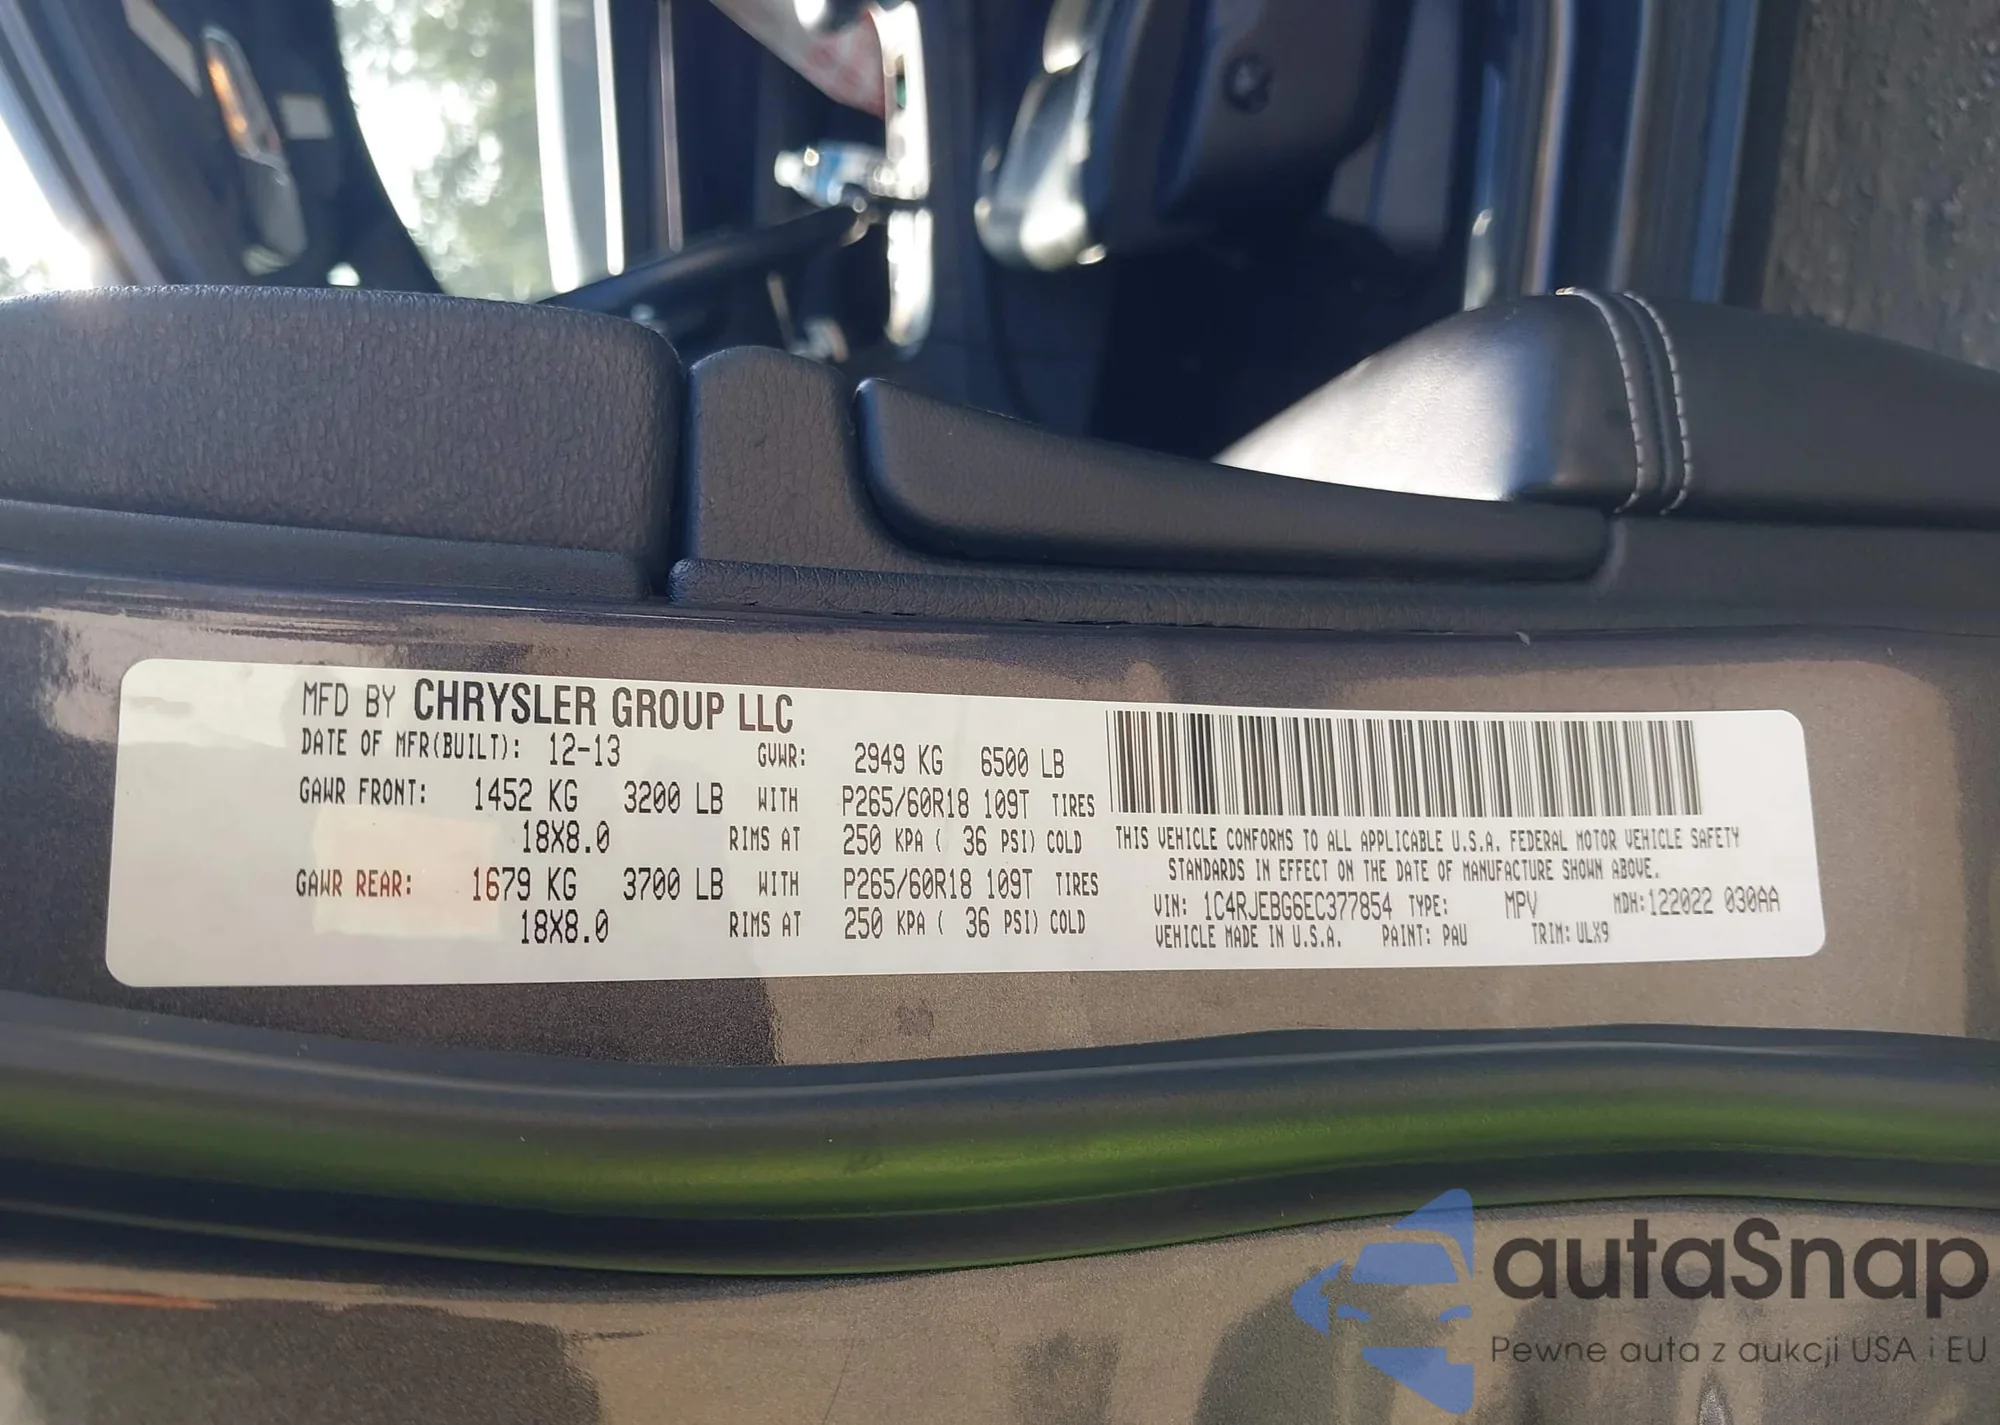 MFD BY CHRYSLER GROUP LLC
DATE OF MFR(BUILT): 12-13 GVWR: 2949 KG 6500 LB
GAWR FRONT: 1452 KG 3200 LB WITH P265/60R18 109T TIRES
18X8.0 RIMS AT 250 KPA ( 36 PSI) COLD
GAWR REAR: 1679 KG 3700 LB WITH P265/60R18 109T TIRES
18X8.0 RIMS AT 250 KPA ( 36 PSI) COLD
THIS VEHICLE CONFORMS TO ALL APPLICABLE U.S.A. FEDERAL MOTOR VEHICLE SAFETY
STANDARDS IN EFFECT ON THE DATE OF MANUFACTURE SHOWN ABOVE.
VIN: 1C4RJEBG6EC377854 TYPE: MPV MDH:122022 030AA
VEHICLE MADE IN U.S.A. PAINT: PAU TRIM: ULX9
autaSnap
Pewne auta z aukcji USA i EU